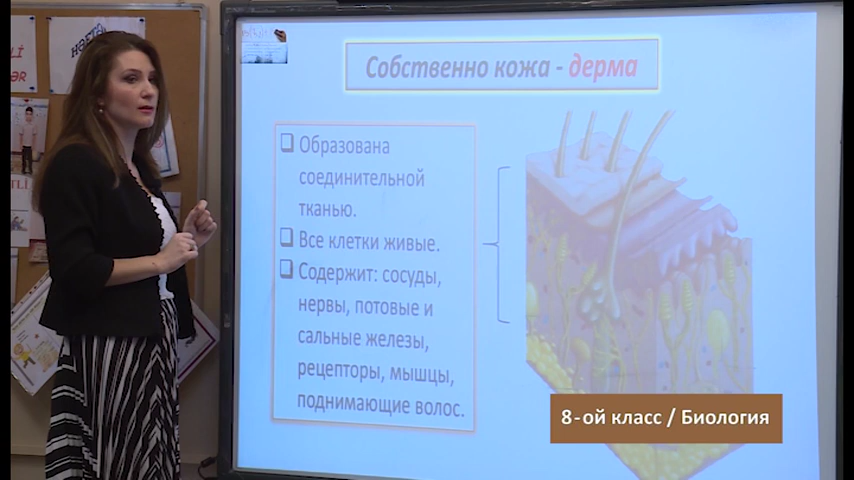 НӘFTӘ
Собственно кожа - дерма
❑ Образована
соединительной
тканью.
❑ Все клетки живые.
❑ Содержит: сосуды,
нервы, потовые и
сальные железы,
рецепторы, мышцы,
поднимающие волос.
8-ой класс / Биология